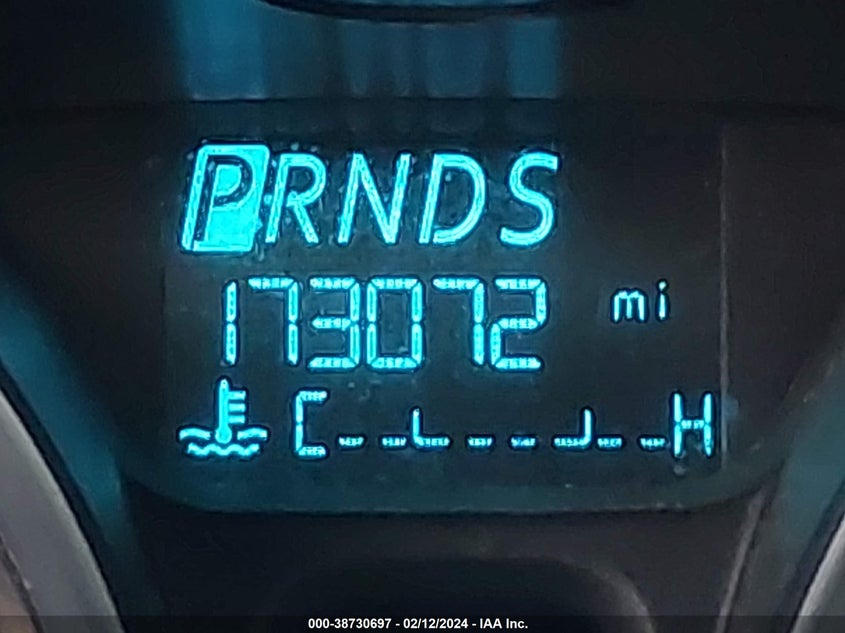 PRNDS
173072 mi
C H
000-38730697 - 02/12/2024 - IAA Inc.